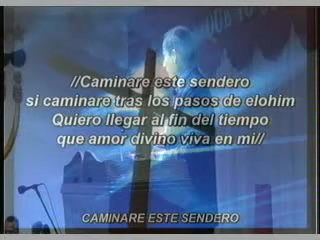 //Caminare este sendero
si caminare tras los pasos de elohim
Quiero llegar al fin del tiempo
que amor divino viva en mi//
CAMINARE ESTE SENDERO